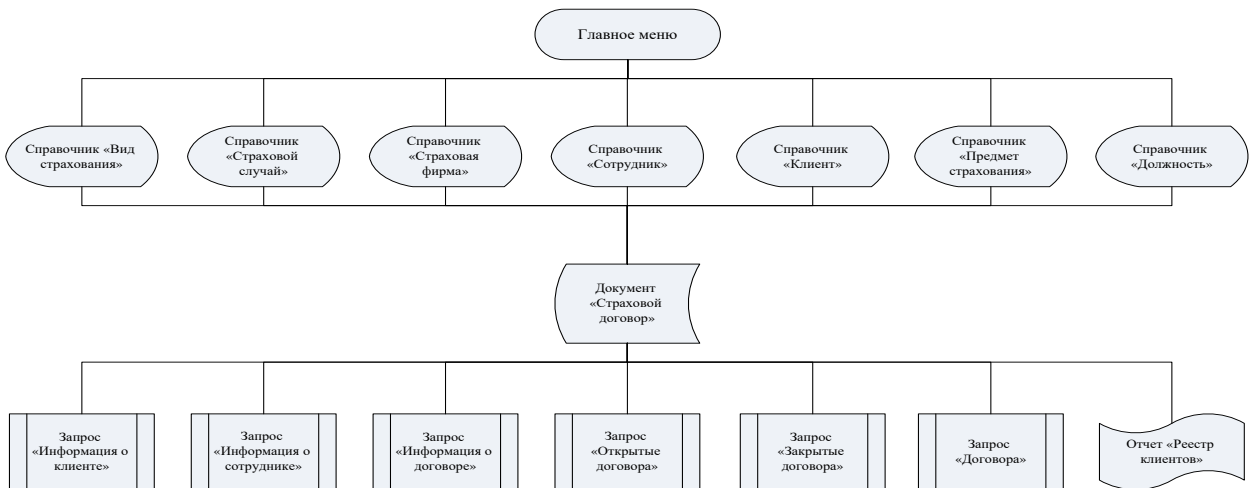 Главное меню
Справочник «Вид
страхования»
Справочник
«Страховой
случай»
Справочник
«Страховая
фирма»
Справочник
«Сотрудник»
Справочник
«Клиент»
Справочник
«Предмет
страхования»
Справочник
«Должность»
Документ
«Страховой
договор»
Запрос
«Информация о
клиенте»
Запрос
«Информация о
сотруднике»
Запрос
«Информация о
договоре»
Запрос
«Открытые
договора»
Запрос
«Закрытые
договора»
Запрос
«Договора»
Отчет «Реестр
клиентов»